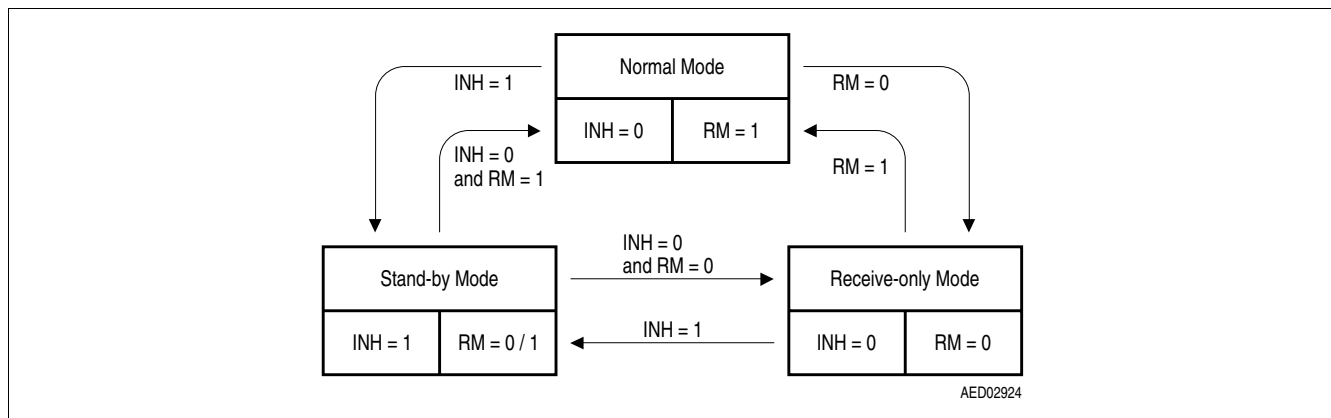 Normal Mode
INH = 1
RM = 0
INH = 0
RM = 1
INH = 0
and RM = 1
RM = 1
INH = 0
and RM = 0
Stand-by Mode
Receive-only Mode
INH = 1
INH = 1
RM = 0 / 1
INH = 0
RM = 0
AED02924